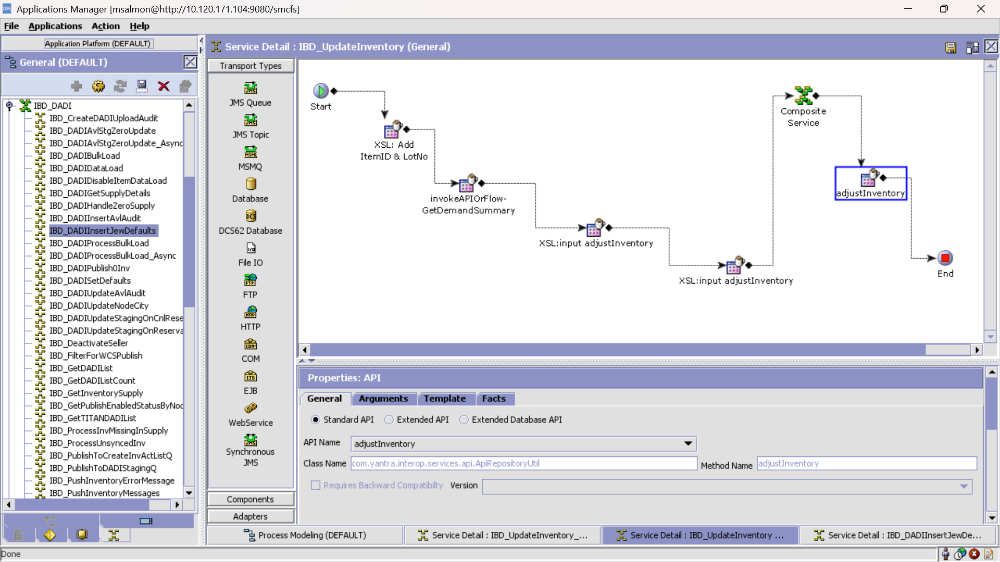 Applications Manager [msalmon@http://10.120.171.104:9080/smcfs]
File Applications Action Help
Application Platform (DEFAULT)
General (DEFAULT)
IBD_DADI
IBD_CreateDADIUploadAudit
IBD_DADIAvlStgZeroUpdate
IBD_DADIAvlStgZeroUpdate_Async
IBD_DADIBulkLoad
IBD_DADIDataLoad
IBD_DADIDisableItemDataLoad
IBD_DADIGetSupplyDetails
IBD_DADIHandleZeroSupply
IBD_DADIInsertAvlAudit
IBD_DADIInsertJewDefaults
IBD_DADIProcessBulkLoad
IBD_DADIProcessBulkLoad_Async
IBD_DADIPublish0Inv
IBD_DADISetDefaults
IBD_DADIUpdateAvlAudit
IBD_DADIUpdateNodeCity
IBD_DADIUpdateStagingOnCnlRese
IBD_DADIUpdateStagingOnReserva
IBD_DeactivateSeller
IBD_FilterForWCSPublish
IBD_GetDADIList
IBD_GetDADIListCount
IBD_GetInventorySupply
IBD_GetPublishEnabledStatusByNoc
IBD_GetTITANDADIList
IBD_ProcessInvMissingInSupply
IBD_ProcessUnsyncedInv
IBD_PublishToCreateInvActListQ
IBD_PublishToDADIStagingQ
IBD_PushInventoryErrorMessage
IBD_PushInventoryMessages
Service Detail : IBD_UpdateInventory (General)
Transport Types
JMS Queue
JMS Topic
MSMQ
Database
DCS62 Database
File IO
FTP
HTTP
COM
EJB
WebService
Synchronous
JMS
Components
Adapters
Start
XSL: Add
ItemID & LotNo
invokeAPIOrFlow-
GetDemandSummary
XSL:input adjustInventory
XSL:input adjustInventory
Composite
Service
adjustInventory
End
Properties: API
General Arguments Template Facts
Standard API Extended API Extended Database API
API Name adjustInventory
Class Name com.yantra.interop.services.api.ApiRepositoryUtil Method Name adjustInventory
Requires Backward Compatibilty Version
Process Modeling (DEFAULT) Service Detail : IBD_UpdateInventory_... Service Detail : IBD_UpdateInventory ... Service Detail : IBD_DADIInsertJewDe...
Done